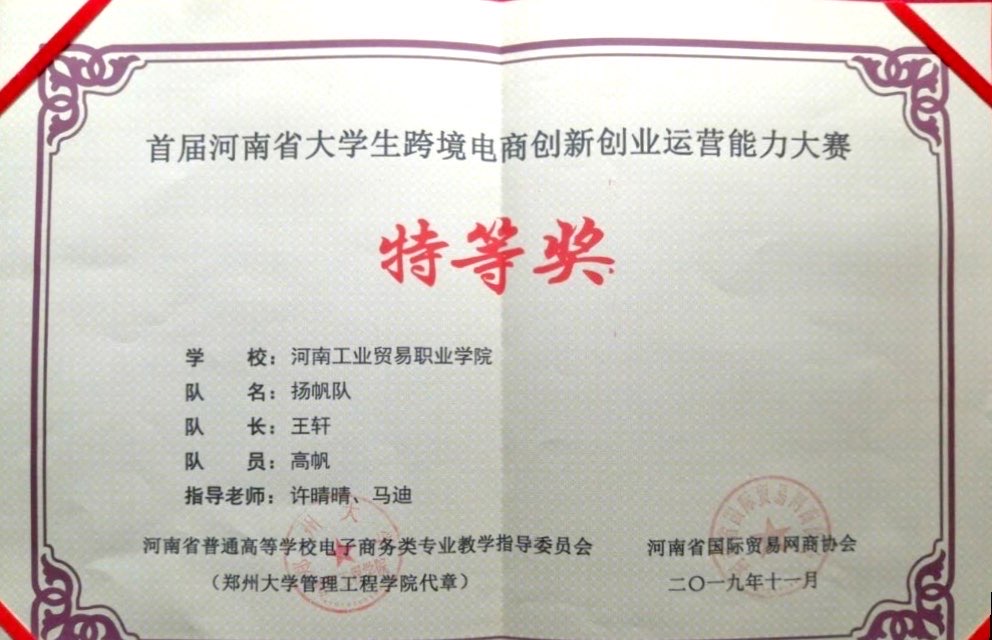 首届河南省大学生跨境电商创新创业运营能力大赛
特等奖
学 校：河南工业贸易职业学院
队 名：扬帆队
队 长：王轩
队 员：高帆
指导老师：许晴晴、马迪
河南省普通高等学校电子商务类专业教学指导委员会
（郑州大学管理工程学院代章）
河南省国际贸易网商协会
二〇一九年十一月